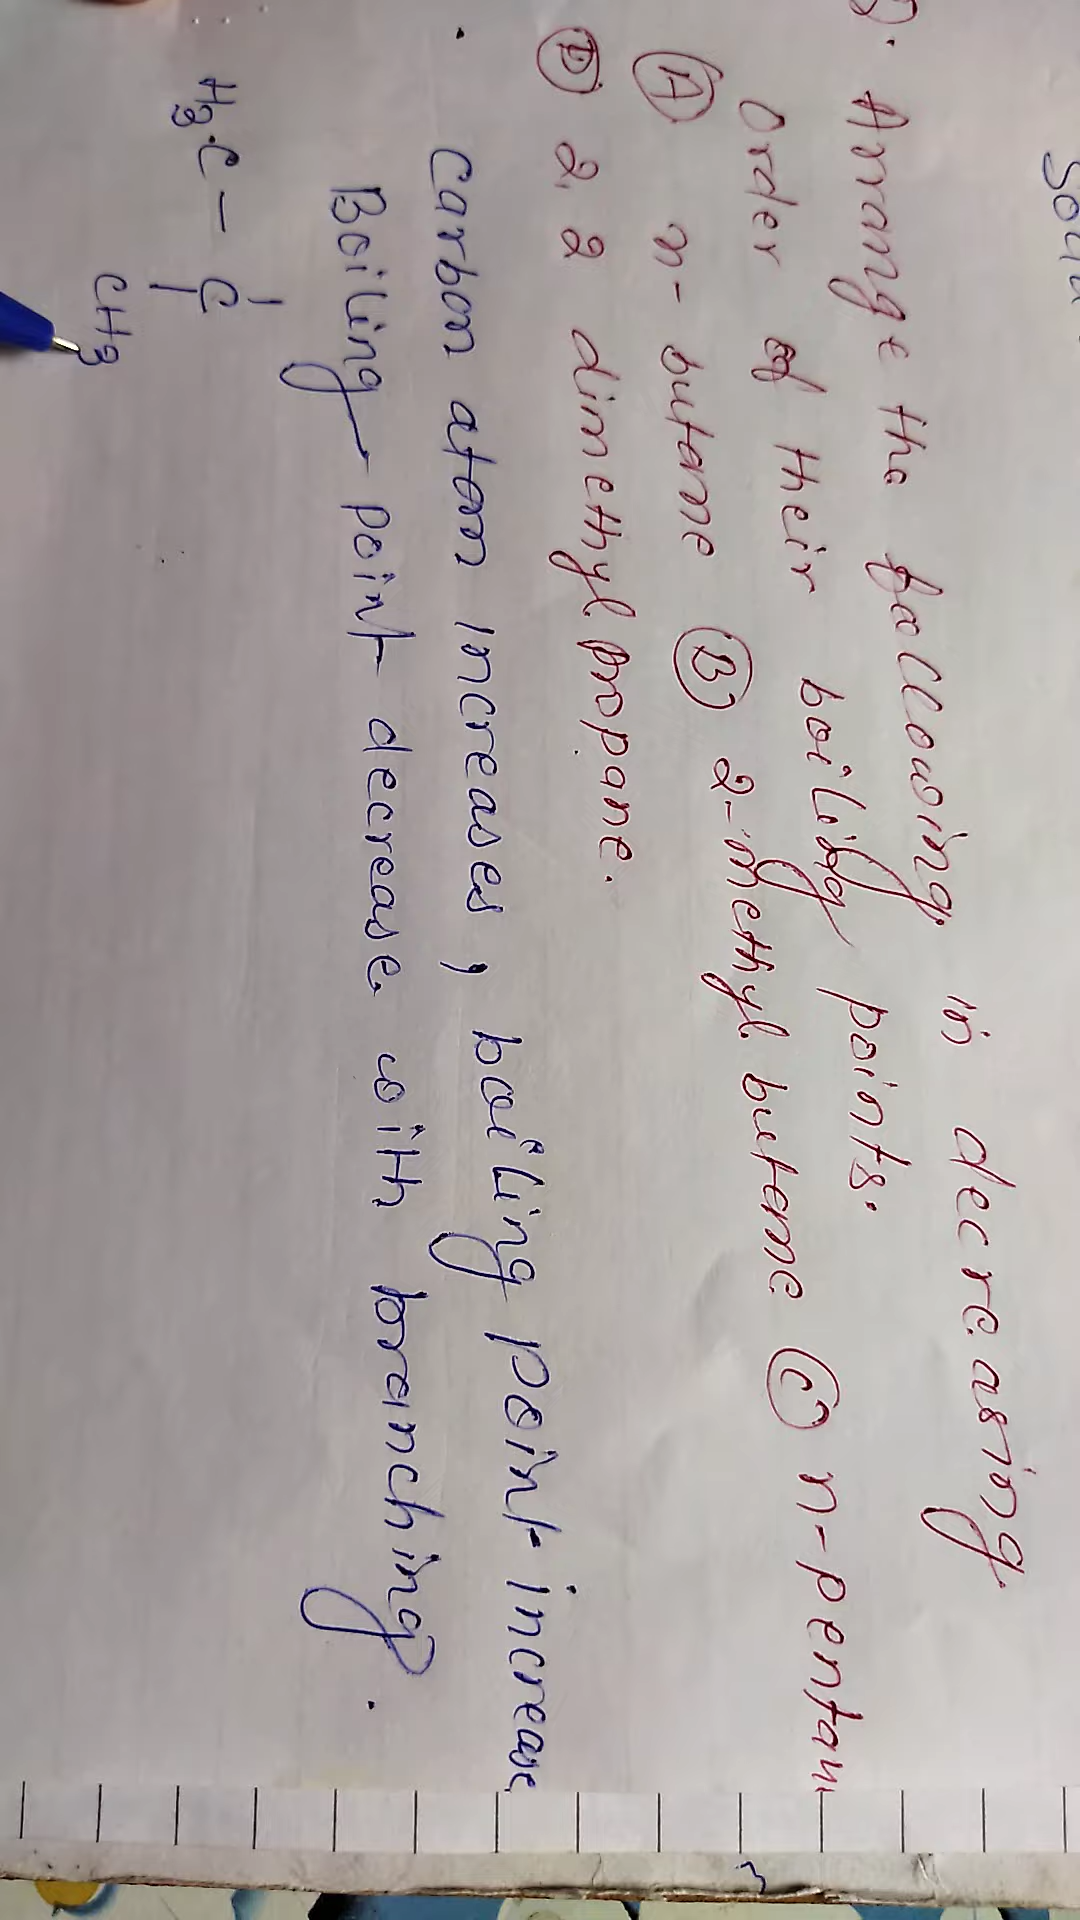 Arrange the following in decreasing
Order of their boiling points.
(A) n- butane (B) 2-methyl butane (C) n-pentan
(D) 2,2 dimethyl propane.
Carbon atom increases, boiling point increase
Boiling point decrease with branching.
H3C - C
CH3